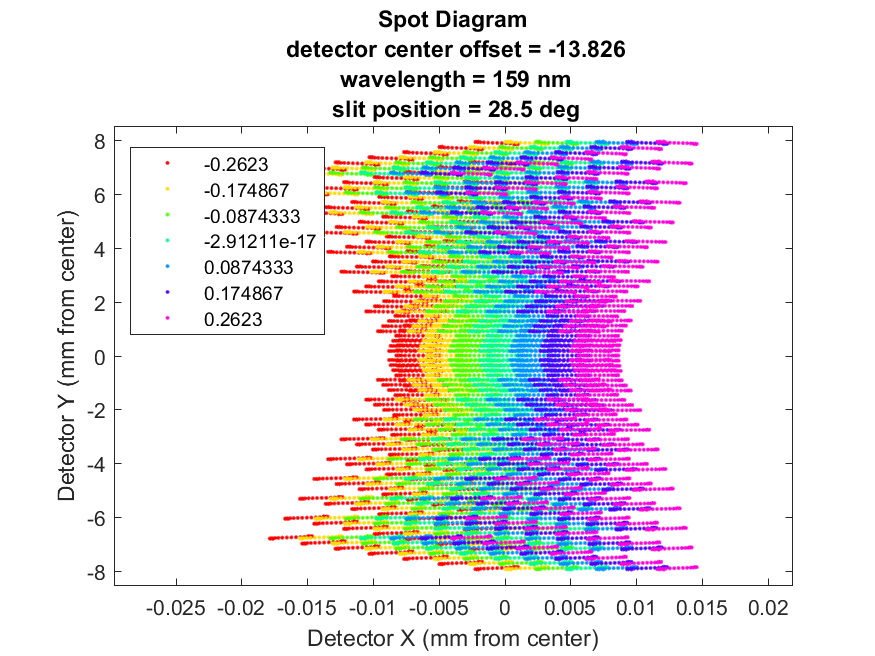 Spot Diagram
detector center offset = -13.826
wavelength = 159 nm
slit position = 28.5 deg
8
6
4
2
0
-2
-4
-6
-8
Detector Y (mm from center)
-0.2623
-0.174867
-0.0874333
-2.91211e-17
0.0874333
0.174867
0.2623
-0.025 -0.02 -0.015 -0.01 -0.005 0 0.005 0.01 0.015 0.02
Detector X (mm from center)